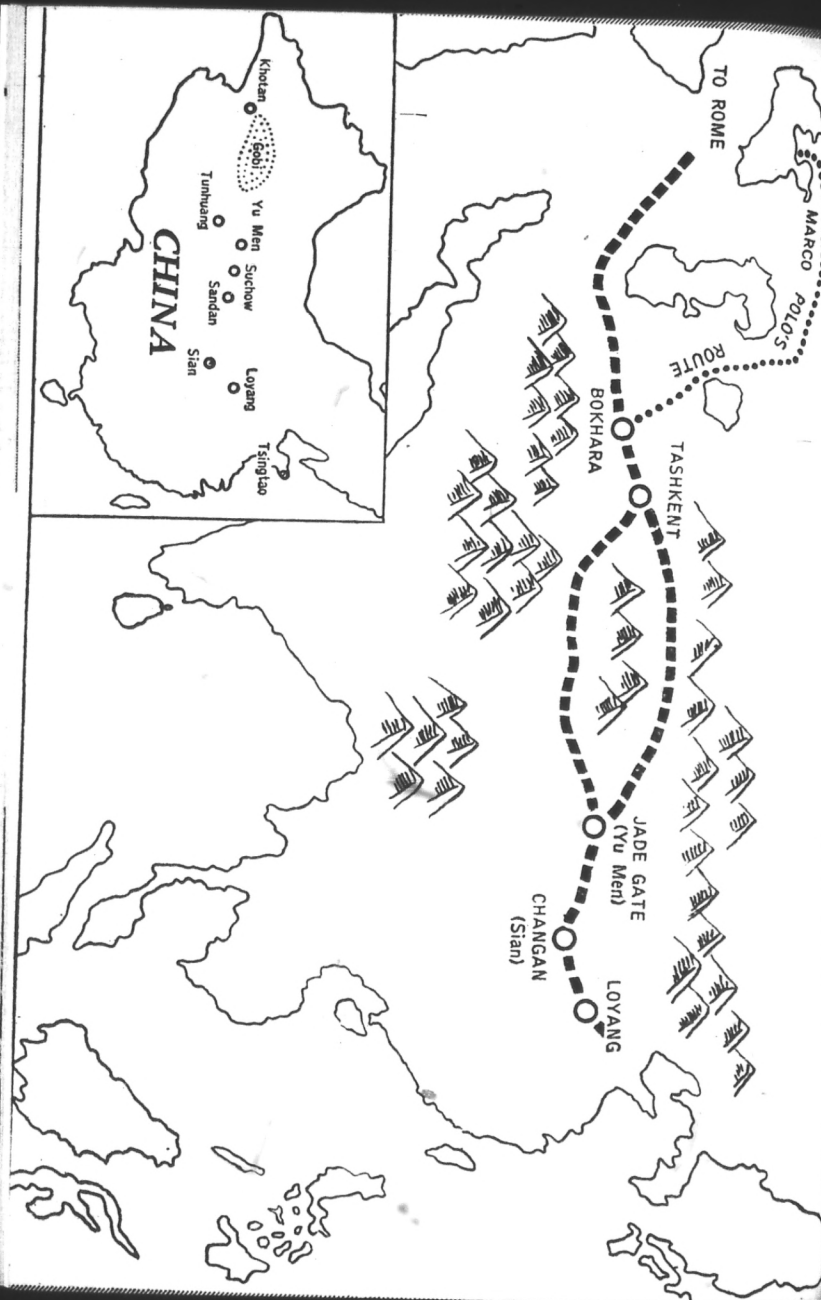 TO ROME
MARCO POLO'S ROUTE
BOKHARA
TASHKENT
JADE GATE
(Yu Men)
CHANGAN
(Sian)
LOYANG
Khotan
Gobi
Yu Men
Tunhuang
Suchow
Sandan
CHINA
Sian
Loyang
Tsingtao